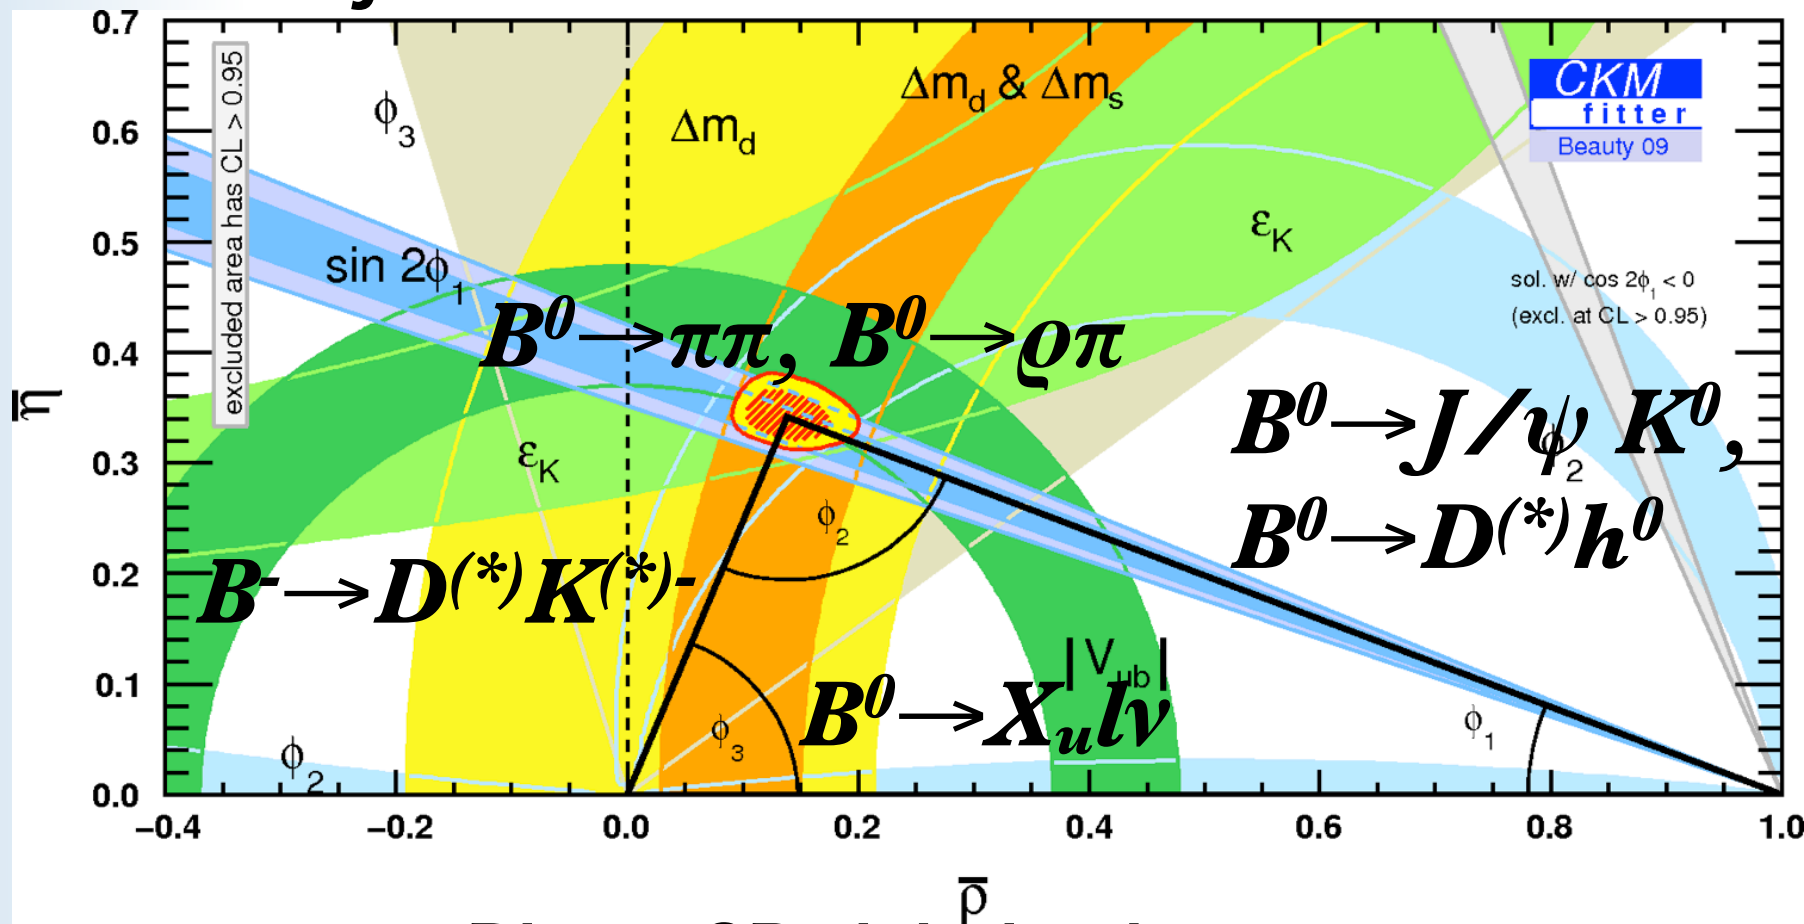 0.7
0.6
0.5
0.4
0.3
0.2
0.1
0.0
η̅
excluded area has CL > 0.95
ϕ3
Δmd
Δmd & Δms
CKM
fitter
Beauty 09
εK
sin 2ϕ1
sol. w/ cos 2ϕ1 < 0
(excl. at CL > 0.95)
B⁰→ππ, B⁰→ρπ
B⁰→J/ψ K⁰,
ϕ2
εK
B⁰→D(*)h⁰
ϕ2
B-→D(*)K(*)-
|Vub|
B⁰→Xulν
ϕ3
ϕ1
ϕ2
−0.4 −0.2 0.0 0.2 0.4 0.6 0.8 1.0
ρ̅